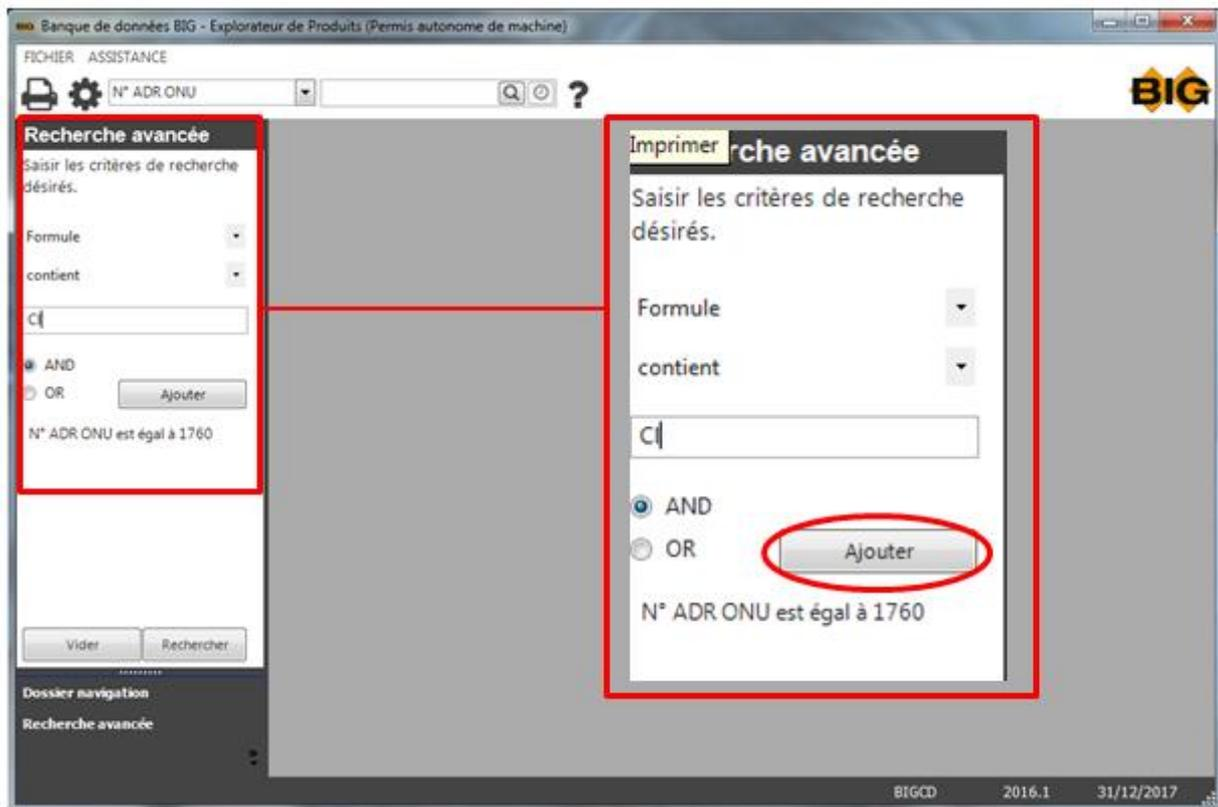 BIG Banque de données BIG - Explorateur de Produits (Permis autonome de machine)
FICHIER ASSISTANCE
N° ADR ONU
?
BIG
Recherche avancée
Saisir les critères de recherche
désirés.
Formule
contient
Cl
AND
OR
Ajouter
N° ADR ONU est égal à 1760
Vider
Rechercher
Dossier navigation
Recherche avancée
Imprimer
rche avancée
Saisir les critères de recherche
désirés.
Formule
contient
Cl
AND
OR
Ajouter
N° ADR ONU est égal à 1760
BIGCD 2016.1 31/12/2017